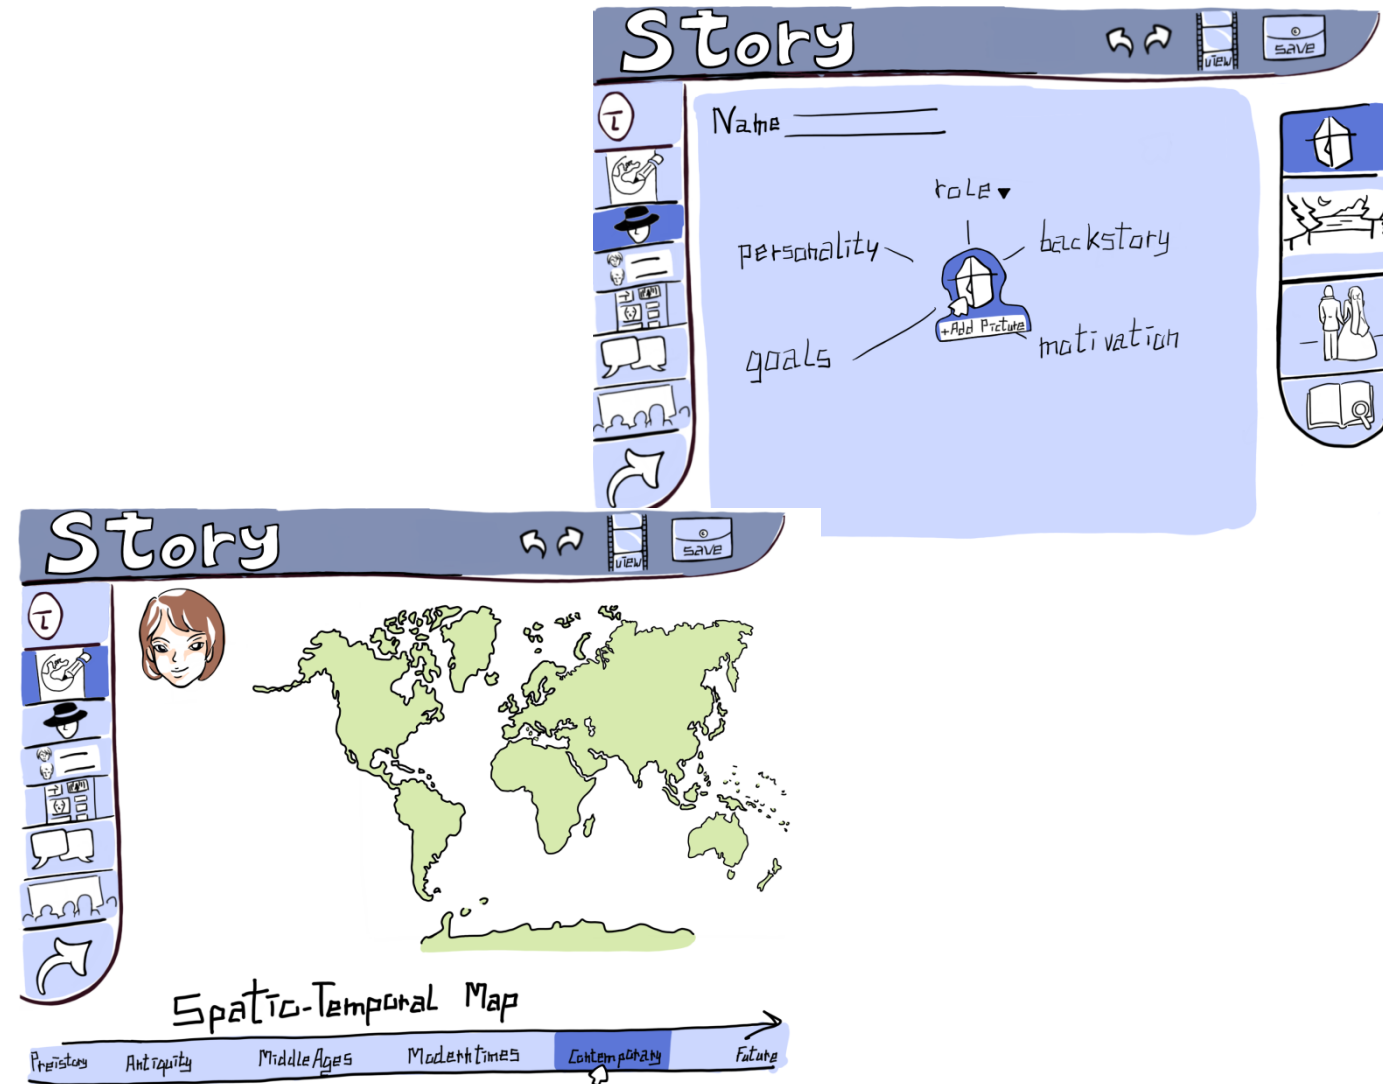 Story
view
save
Name
role
personality
backstory
+Add Picture
goals
motivation
Story
view
save
Spatio-Temporal Map
Preistory
Antiquity
Middle Ages
Modern times
Contemporary
Future